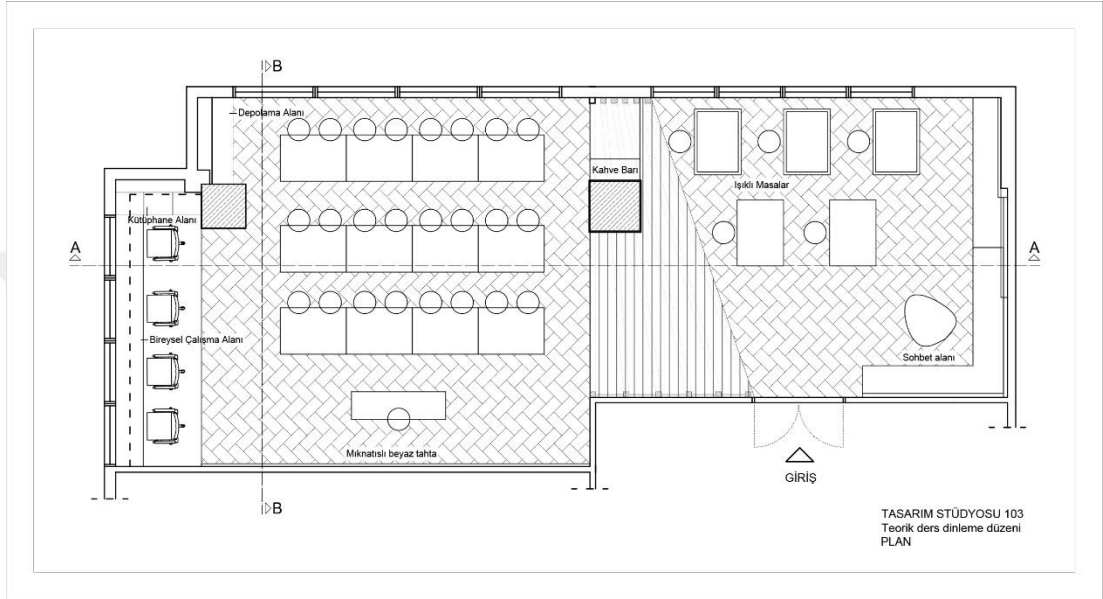 B
Depolama Alanı
Kahve Barı
Işıklı Masalar
Kütüphane Alanı
A
A
Bireysel Çalışma Alanı
Sohbet alanı
Mıknatıslı beyaz tahta
GİRİŞ
B
TASARIM STÜDYOSU 103
Teorik ders dinleme düzeni
PLAN